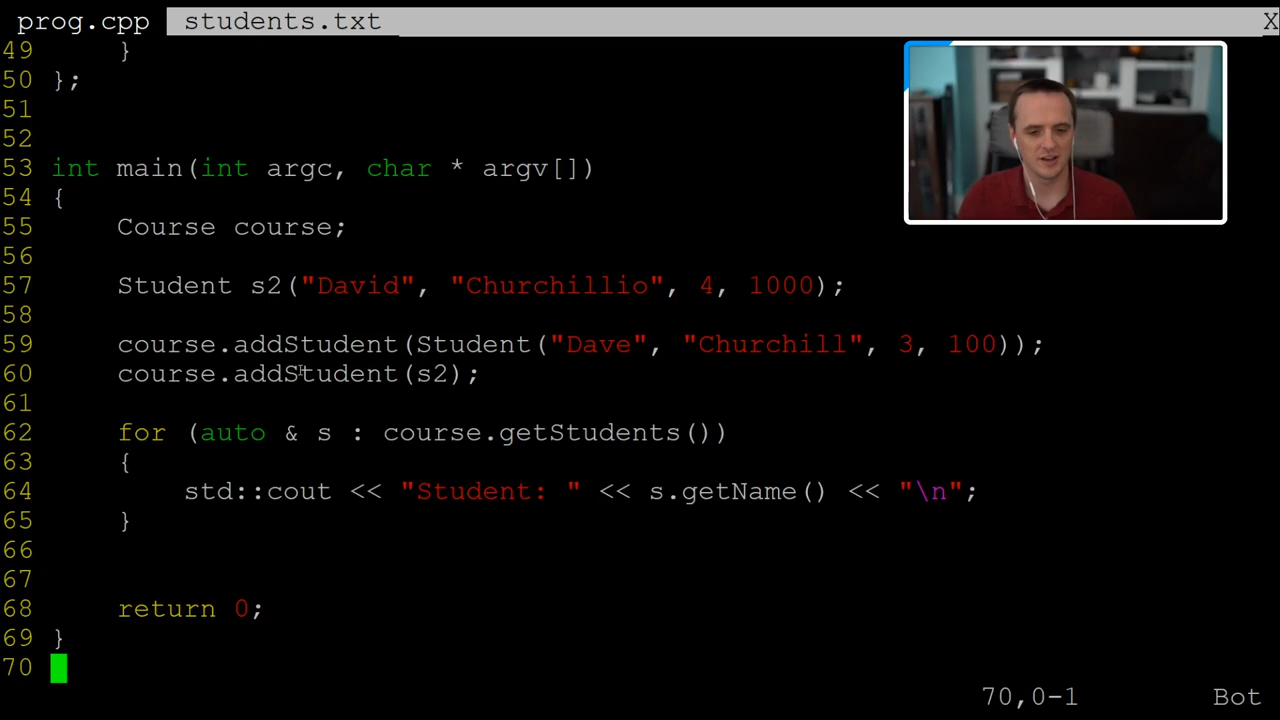 prog.cpp students.txt X
49 }
50 };
51
52
53 int main(int argc, char * argv[])
54 {
55 Course course;
56
57 Student s2("David", "Churchillio", 4, 1000);
58
59 course.addStudent(Student("Dave", "Churchill", 3, 100));
60 course.addStudent(s2);
61
62 for (auto & s : course.getStudents())
63 {
64 std::cout << "Student: " << s.getName() << "\n";
65 }
66
67
68 return 0;
69 }
70
70,0-1 Bot